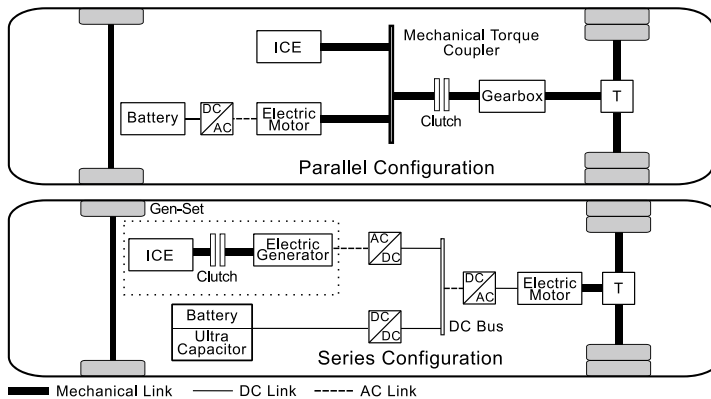 ICE
Mechanical Torque
Coupler
Battery
DC
AC
Electric
Motor
Clutch
Gearbox
T
Parallel Configuration
Gen-Set
ICE
Clutch
Electric
Generator
AC
DC
Battery
Ultra
Capacitor
DC
DC
DC Bus
DC
AC
Electric
Motor
T
Series Configuration
Mechanical Link
DC Link
AC Link